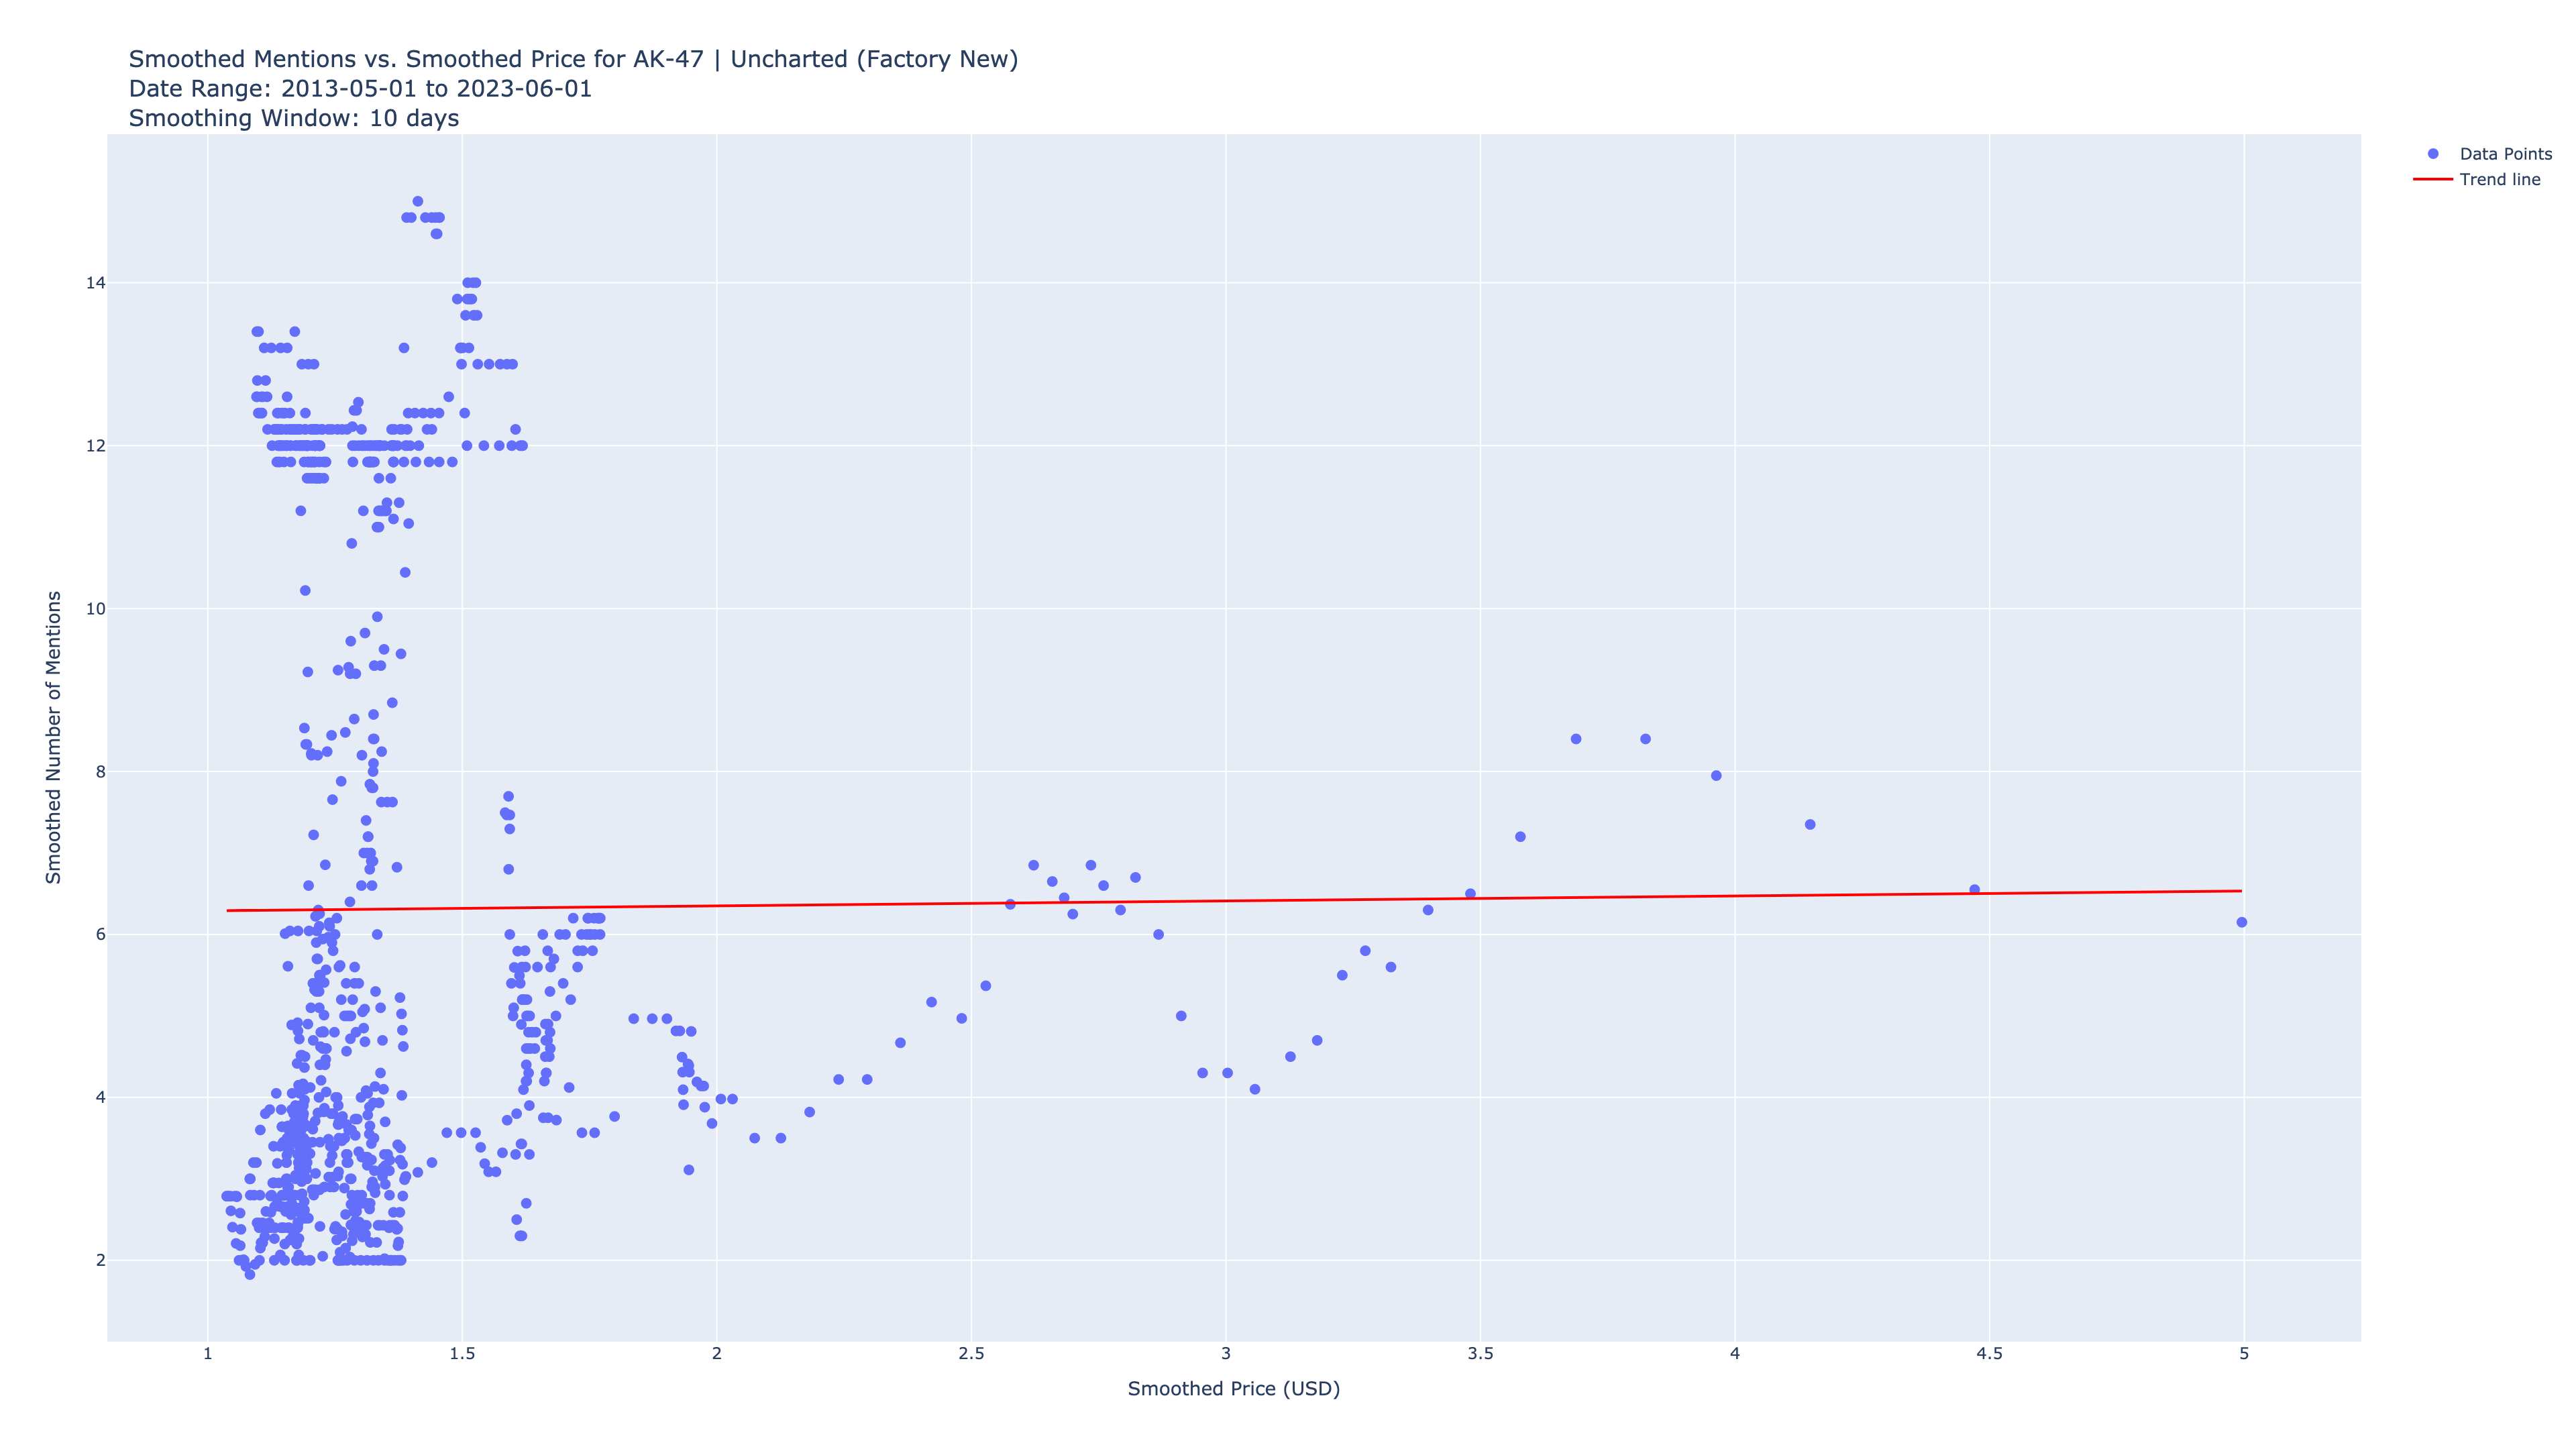 Smoothed Mentions vs. Smoothed Price for AK-47 | Uncharted (Factory New)
Date Range: 2013-05-01 to 2023-06-01
Smoothing Window: 10 days
Data Points
Trend line
14
12
10
8
6
4
2
Smoothed Number of Mentions
1
1.5
2
2.5
3
3.5
4
4.5
5
Smoothed Price (USD)